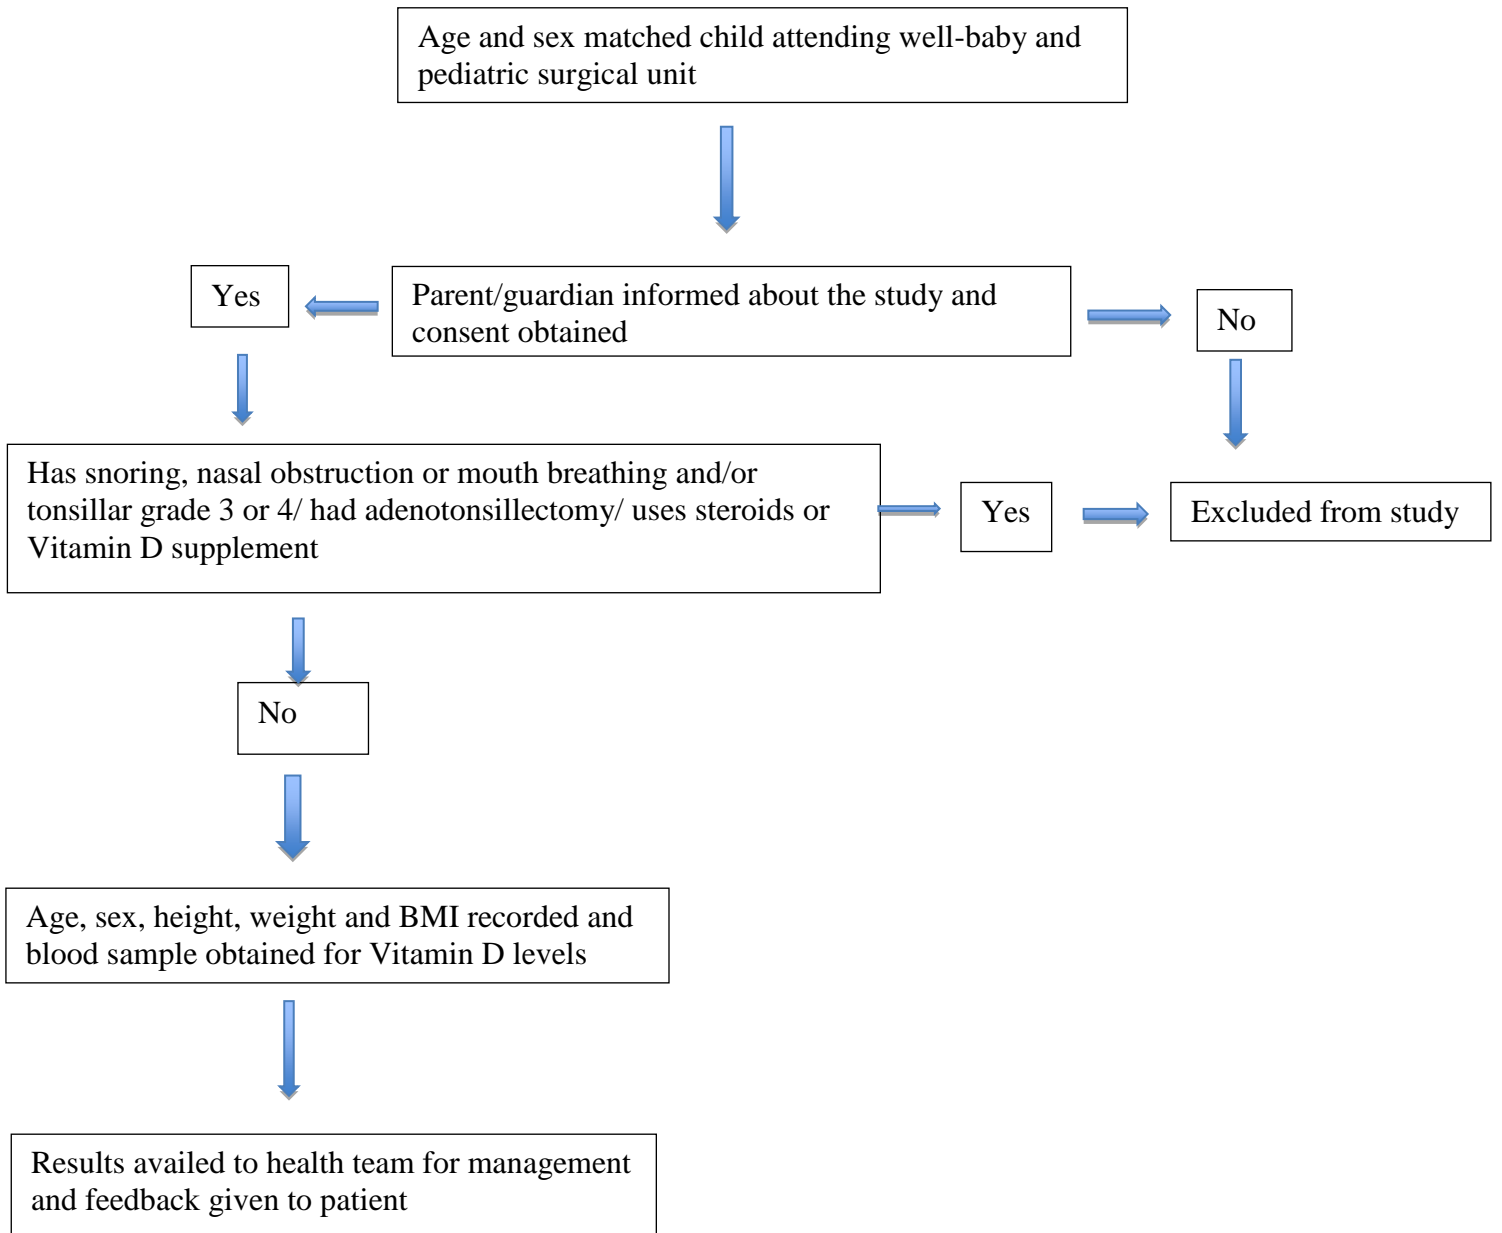 Age and sex matched child attending well-baby and
pediatric surgical unit
Yes
Parent/guardian informed about the study and
consent obtained
No
Has snoring, nasal obstruction or mouth breathing and/or
tonsillar grade 3 or 4/ had adenotonsillectomy/ uses steroids or
Vitamin D supplement
Yes
Excluded from study
No
Age, sex, height, weight and BMI recorded and
blood sample obtained for Vitamin D levels
Results availed to health team for management
and feedback given to patient